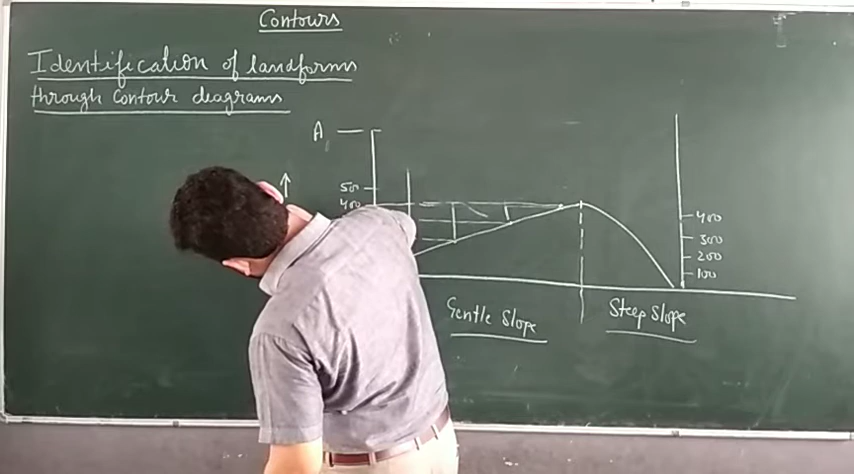 Contours
Identification of landforms
through Contour diagrams
A
500
400
400
300
200
100
Gentle Slope
Steep Slope